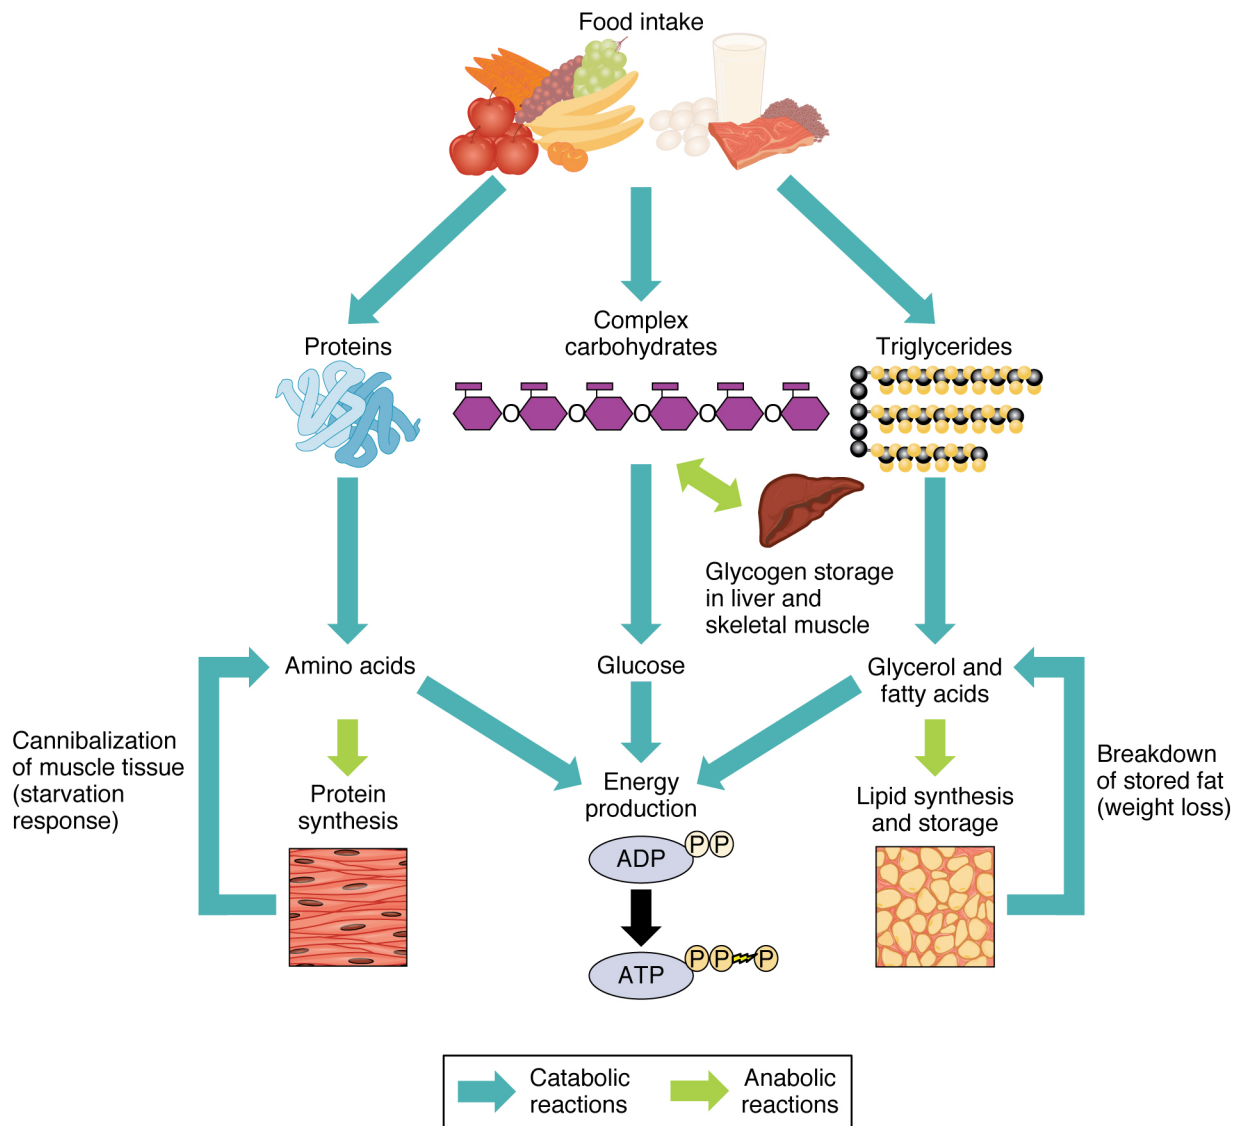 Food intake
Proteins
Complex
carbohydrates
Triglycerides
O O O O O
Glycogen storage
in liver and
skeletal muscle
Amino acids
Glucose
Glycerol and
fatty acids
Cannibalization
of muscle tissue
(starvation
response)
Protein
synthesis
Energy
production
Lipid synthesis
and storage
Breakdown
of stored fat
(weight loss)
ADP P P
ATP P P P
Catabolic
reactions
Anabolic
reactions